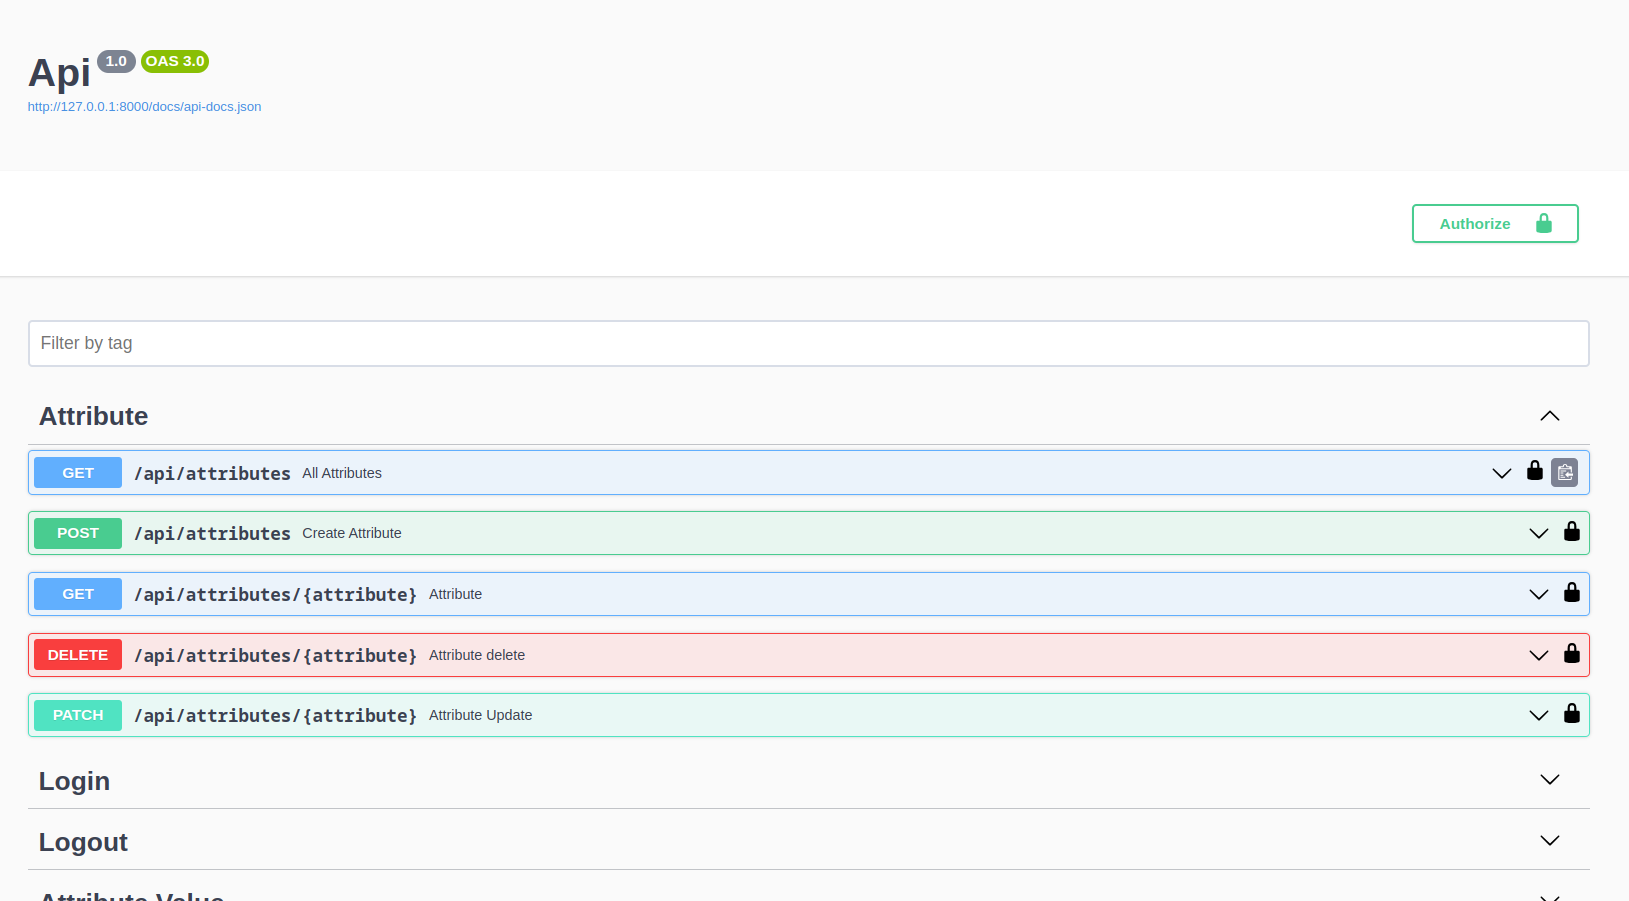 Api 1.0 OAS 3.0
http://127.0.0.1:8000/docs/api-docs.json
Authorize
Filter by tag
Attribute
GET /api/attributes All Attributes
POST /api/attributes Create Attribute
GET /api/attributes/{attribute} Attribute
DELETE /api/attributes/{attribute} Attribute delete
PATCH /api/attributes/{attribute} Attribute Update
Login
Logout
Attribute Value